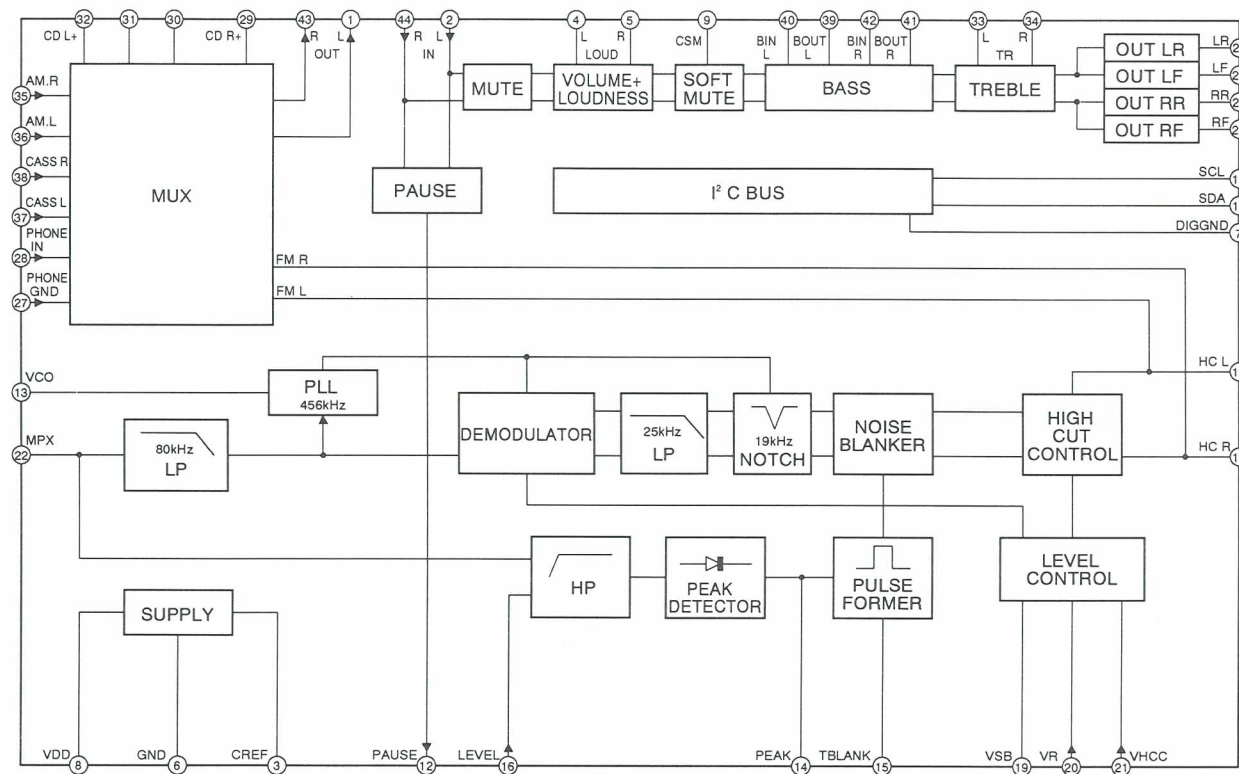 32 31 30 29 43 1 44 2 4 5 9 40 39 42 41 33 34
CD L+ CD R+ R L R L L R CSM BIN BOUT BIN BOUT L R
OUT IN LOUD L L R R TR
LR
OUT LR
LF
OUT LF
RR
OUT RR
RF
OUT RF
AM.R
35
AM.L
36
CASS R
38
CASS L
37
PHONE
IN
28
PHONE
GND
27
MUX
FM R
FM L
MUTE
VOLUME+
LOUDNESS
SOFT
MUTE
BASS
TREBLE
PAUSE
I² C BUS
SCL
SDA
DIGGND
7
VCO
13
PLL
456kHz
MPX
22
80kHz
LP
DEMODULATOR
25kHz
LP
19kHz
NOTCH
NOISE
BLANKER
HIGH
CUT
CONTROL
HC L
HC R
HP
PEAK
DETECTOR
PULSE
FORMER
LEVEL
CONTROL
SUPPLY
VDD GND CREF PAUSE LEVEL PEAK TBLANK VSB VR VHCC
8 6 3 12 16 14 15 19 20 21